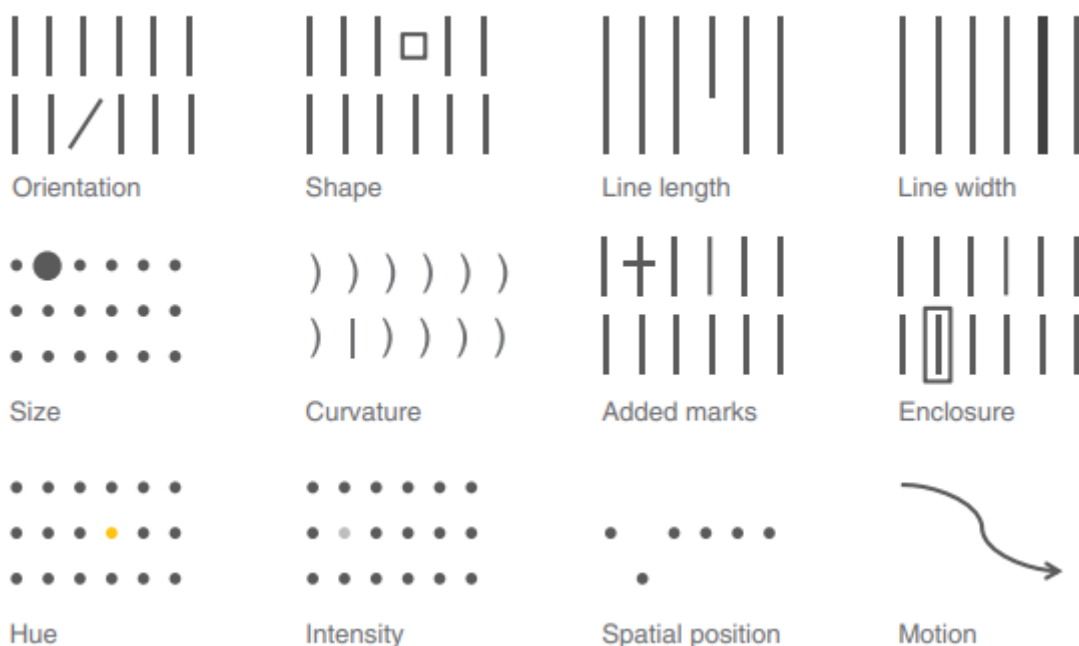 Orientation
Shape
Line length
Line width
Size
Curvature
Added marks
Enclosure
Hue
Intensity
Spatial position
Motion